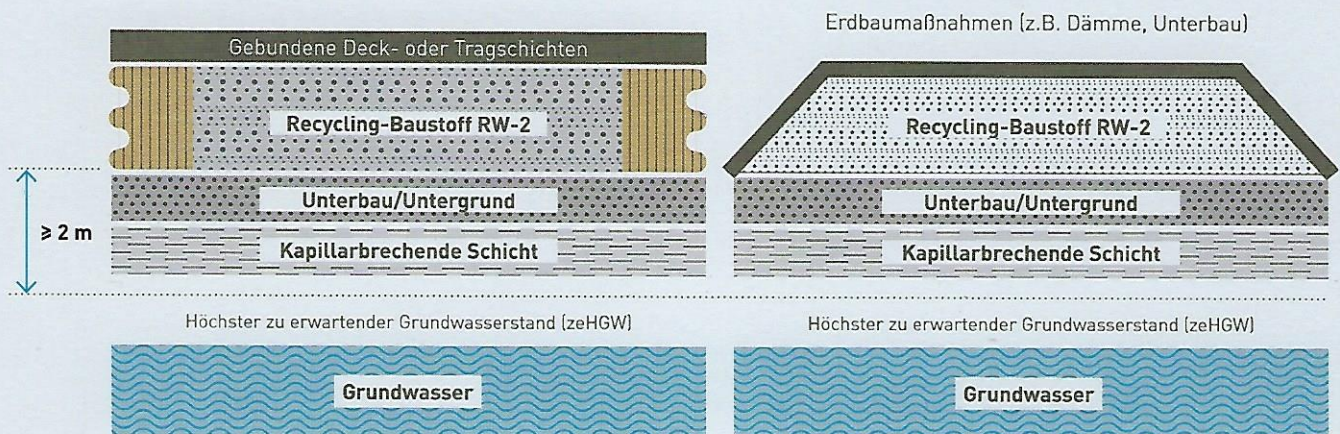 Erdbaumaßnahmen (z.B. Dämme, Unterbau)
Gebundene Deck- oder Tragschichten
Recycling-Baustoff RW-2
Recycling-Baustoff RW-2
Unterbau/Untergrund
Unterbau/Untergrund
⩾ 2 m
Kapillarbrechende Schicht
Kapillarbrechende Schicht
Höchster zu erwartender Grundwasserstand (zeHGW)
Höchster zu erwartender Grundwasserstand (zeHGW)
Grundwasser
Grundwasser